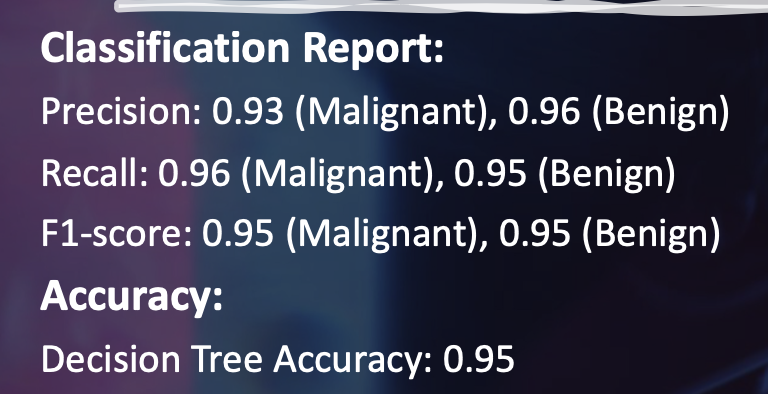 Classification Report:
Precision: 0.93 (Malignant), 0.96 (Benign)
Recall: 0.96 (Malignant), 0.95 (Benign)
F1-score: 0.95 (Malignant), 0.95 (Benign)
Accuracy:
Decision Tree Accuracy: 0.95